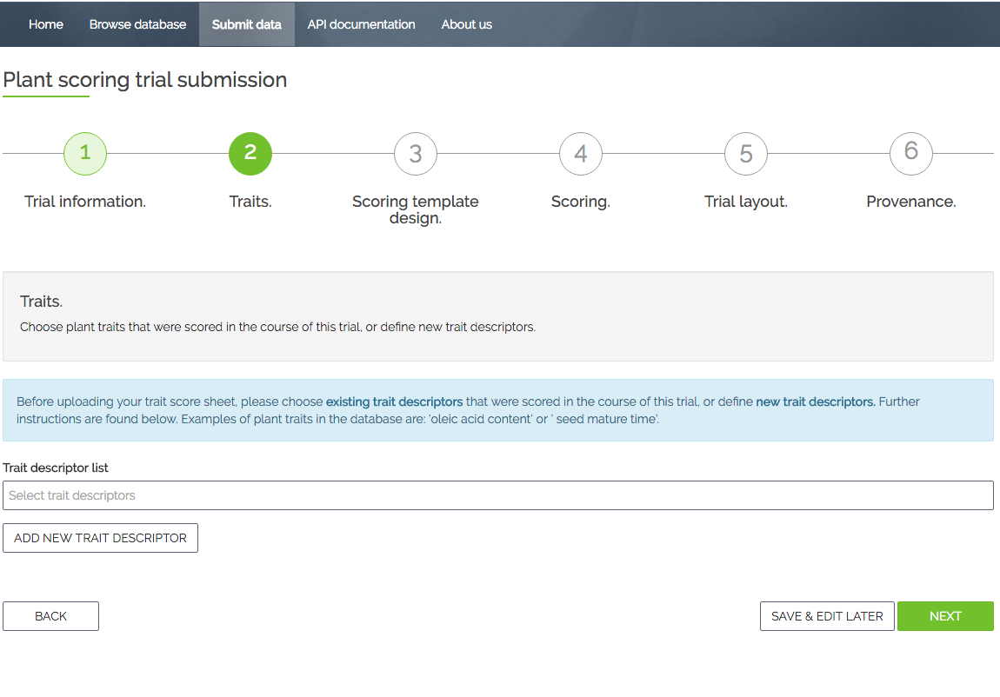 Home Browse database Submit data API documentation About us
Plant scoring trial submission
1 2 3 4 5 6
Trial information. Traits. Scoring template Scoring. Trial layout. Provenance.
design.
Traits.
Choose plant traits that were scored in the course of this trial, or define new trait descriptors.
Before uploading your trait score sheet, please choose existing trait descriptors that were scored in the course of this trial, or define new trait descriptors. Further
instructions are found below. Examples of plant traits in the database are: 'oleic acid content' or ' seed mature time'.
Trait descriptor list
Select trait descriptors
ADD NEW TRAIT DESCRIPTOR
BACK SAVE & EDIT LATER NEXT